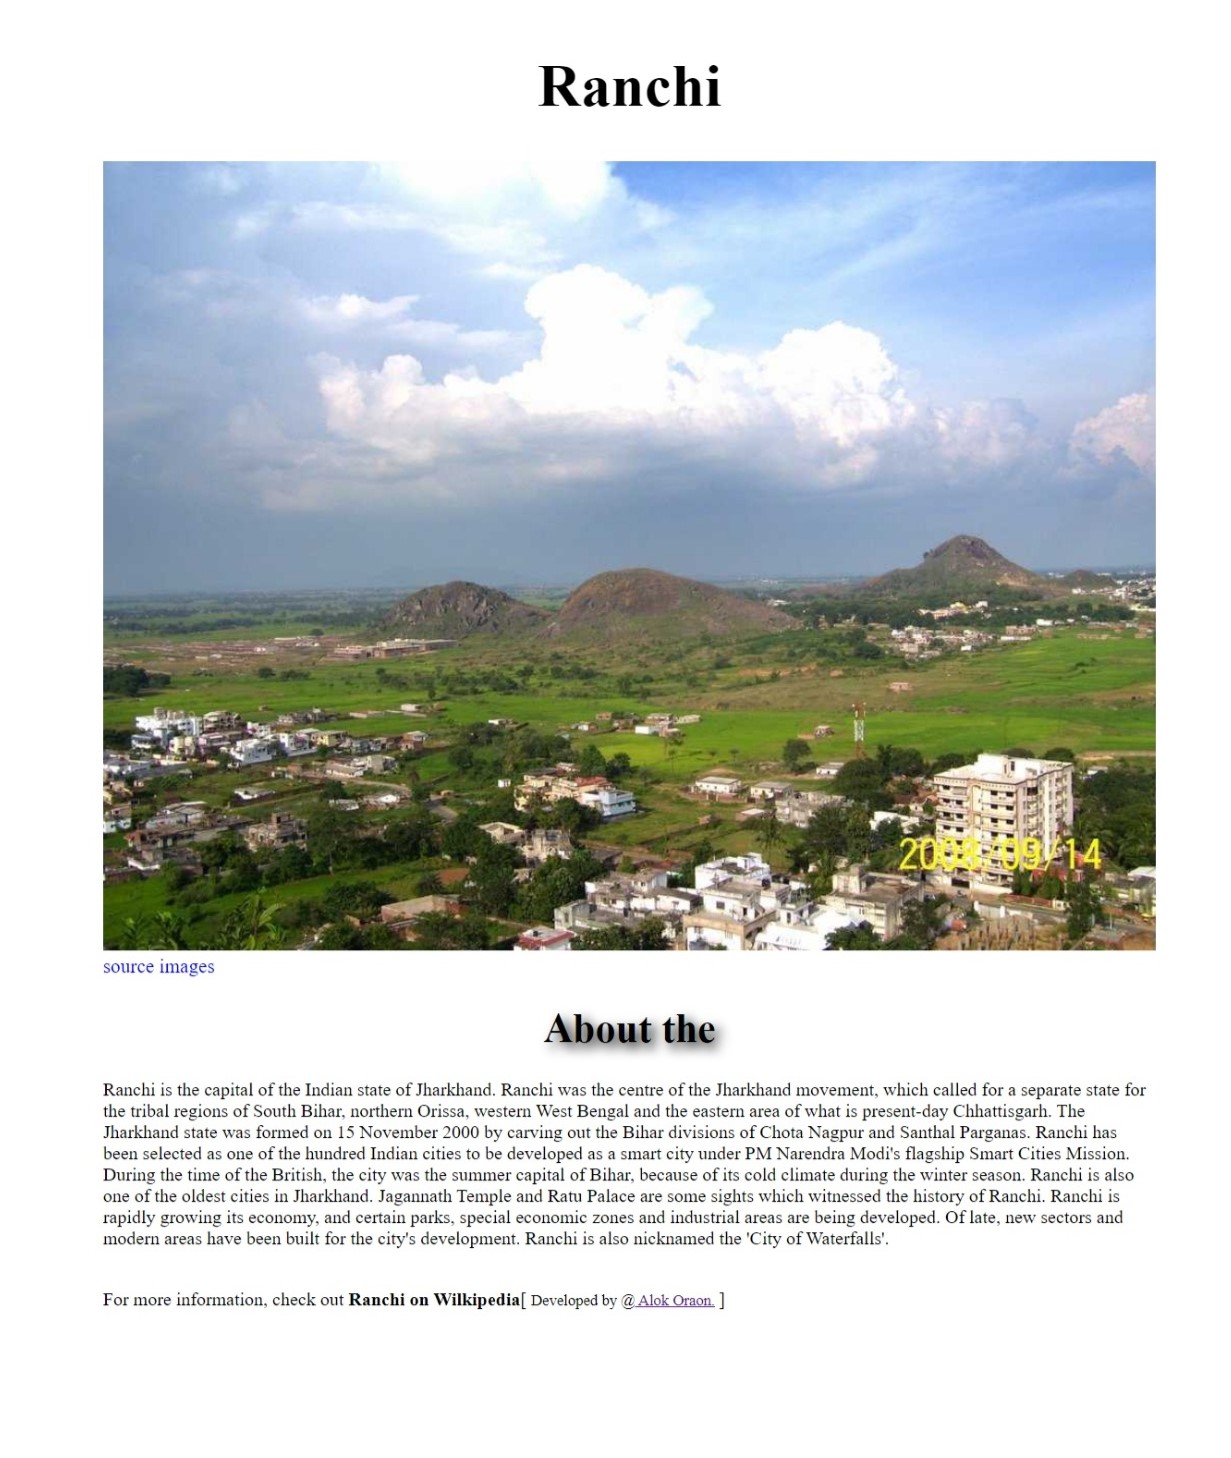 Ranchi
2008/09/14
source images
About the
Ranchi is the capital of the Indian state of Jharkhand. Ranchi was the centre of the Jharkhand movement, which called for a separate state for
the tribal regions of South Bihar, northern Orissa, western West Bengal and the eastern area of what is present-day Chhattisgarh. The
Jharkhand state was formed on 15 November 2000 by carving out the Bihar divisions of Chota Nagpur and Santhal Parganas. Ranchi has
been selected as one of the hundred Indian cities to be developed as a smart city under PM Narendra Modi's flagship Smart Cities Mission.
During the time of the British, the city was the summer capital of Bihar, because of its cold climate during the winter season. Ranchi is also
one of the oldest cities in Jharkhand. Jagannath Temple and Ratu Palace are some sights which witnessed the history of Ranchi. Ranchi is
rapidly growing its economy, and certain parks, special economic zones and industrial areas are being developed. Of late, new sectors and
modern areas have been built for the city's development. Ranchi is also nicknamed the 'City of Waterfalls'.
For more information, check out Ranchi on Wilkipedia[ Developed by @ Alok Oraon. ]